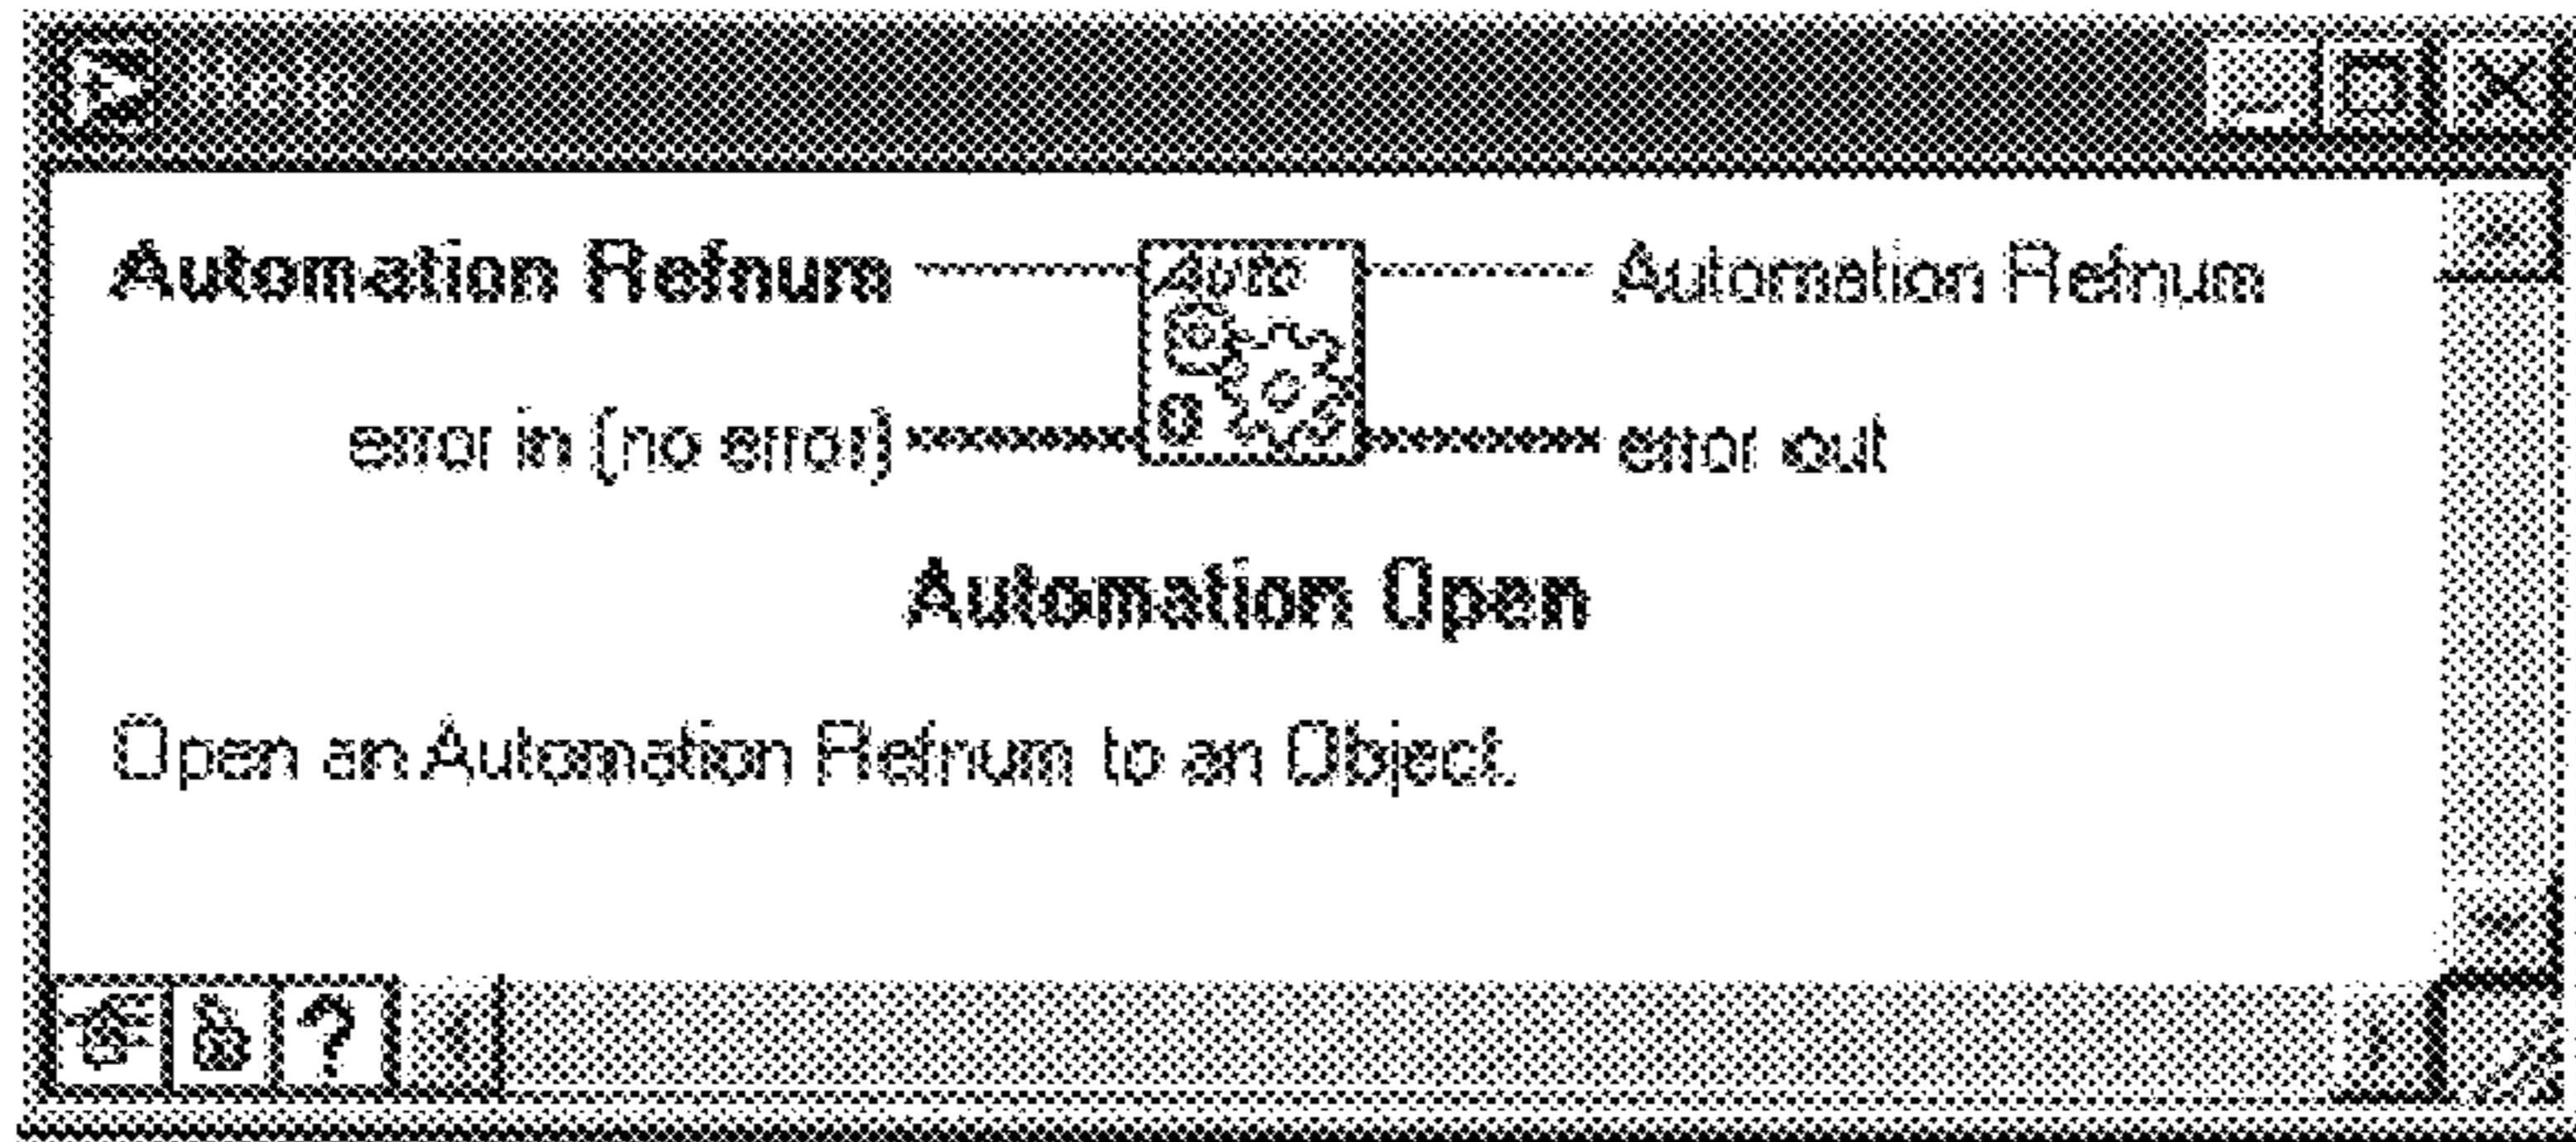 Help
Automation Refnum Auto Automation Refnum
error in (no error) error out
Automation Open
Open an Automation Refnum to an Object.
?